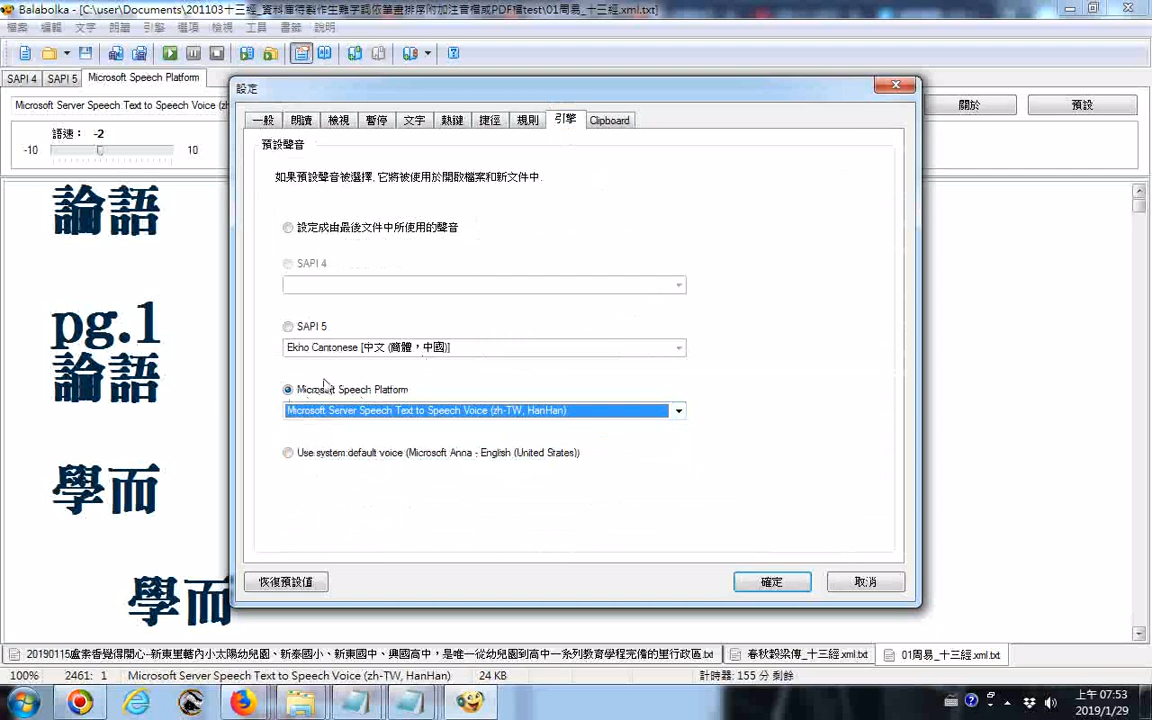 Balabolka - [C:\user\Documents\201103十三經_資料庫得製作生難字詞依筆畫排序附加注音檔或PDF檔test\01周易_十三經.xml.txt]
檔案 編輯 文字 朗讀 引擎 選項 檢視 工具 書籤 說明
SAPI 4 SAPI 5 Microsoft Speech Platform
Microsoft Server Speech Text to Speech Voice (zh
關於 預設
語速： -2
-10 10
設定
一般 朗讀 檢視 暫停 文字 熱鍵 捷徑 規則 引擎 Clipboard
預設聲音
如果預設聲音被選擇, 它將被使用於開啟檔案和新文件中.
設定成由最後文件中所使用的聲音
SAPI 4
SAPI 5
Ekho Cantonese [中文 (簡體，中國)]
Microsoft Speech Platform
Microsoft Server Speech Text to Speech Voice (zh-TW, HanHan)
Use system default voice (Microsoft Anna - English (United States))
恢復預設值 確定 取消
論語
pg.1
論語
學而
學而
20190115盧素香覺得開心--新東里轄內小太陽幼兒園、新泰國小、新東國中、興國高中，是唯一從幼兒園到高中一系列教育學程完備的里行政區.txt 春秋穀梁傳_十三經.xml.txt 01周易_十三經.xml.txt
100% 2461: 1 Microsoft Server Speech Text to Speech Voice (zh-TW, HanHan) 24 KB 計時器: 155 分 剩餘
上午 07:53
2019/1/29